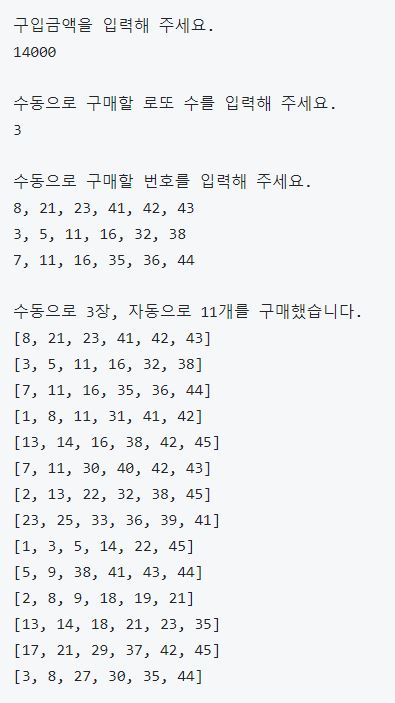 구입금액을 입력해 주세요.
14000
수동으로 구매할 로또 수를 입력해 주세요.
3
수동으로 구매할 번호를 입력해 주세요.
8, 21, 23, 41, 42, 43
3, 5, 11, 16, 32, 38
7, 11, 16, 35, 36, 44
수동으로 3장, 자동으로 11개를 구매했습니다.
[8, 21, 23, 41, 42, 43]
[3, 5, 11, 16, 32, 38]
[7, 11, 16, 35, 36, 44]
[1, 8, 11, 31, 41, 42]
[13, 14, 16, 38, 42, 45]
[7, 11, 30, 40, 42, 43]
[2, 13, 22, 32, 38, 45]
[23, 25, 33, 36, 39, 41]
[1, 3, 5, 14, 22, 45]
[5, 9, 38, 41, 43, 44]
[2, 8, 9, 18, 19, 21]
[13, 14, 18, 21, 23, 35]
[17, 21, 29, 37, 42, 45]
[3, 8, 27, 30, 35, 44]